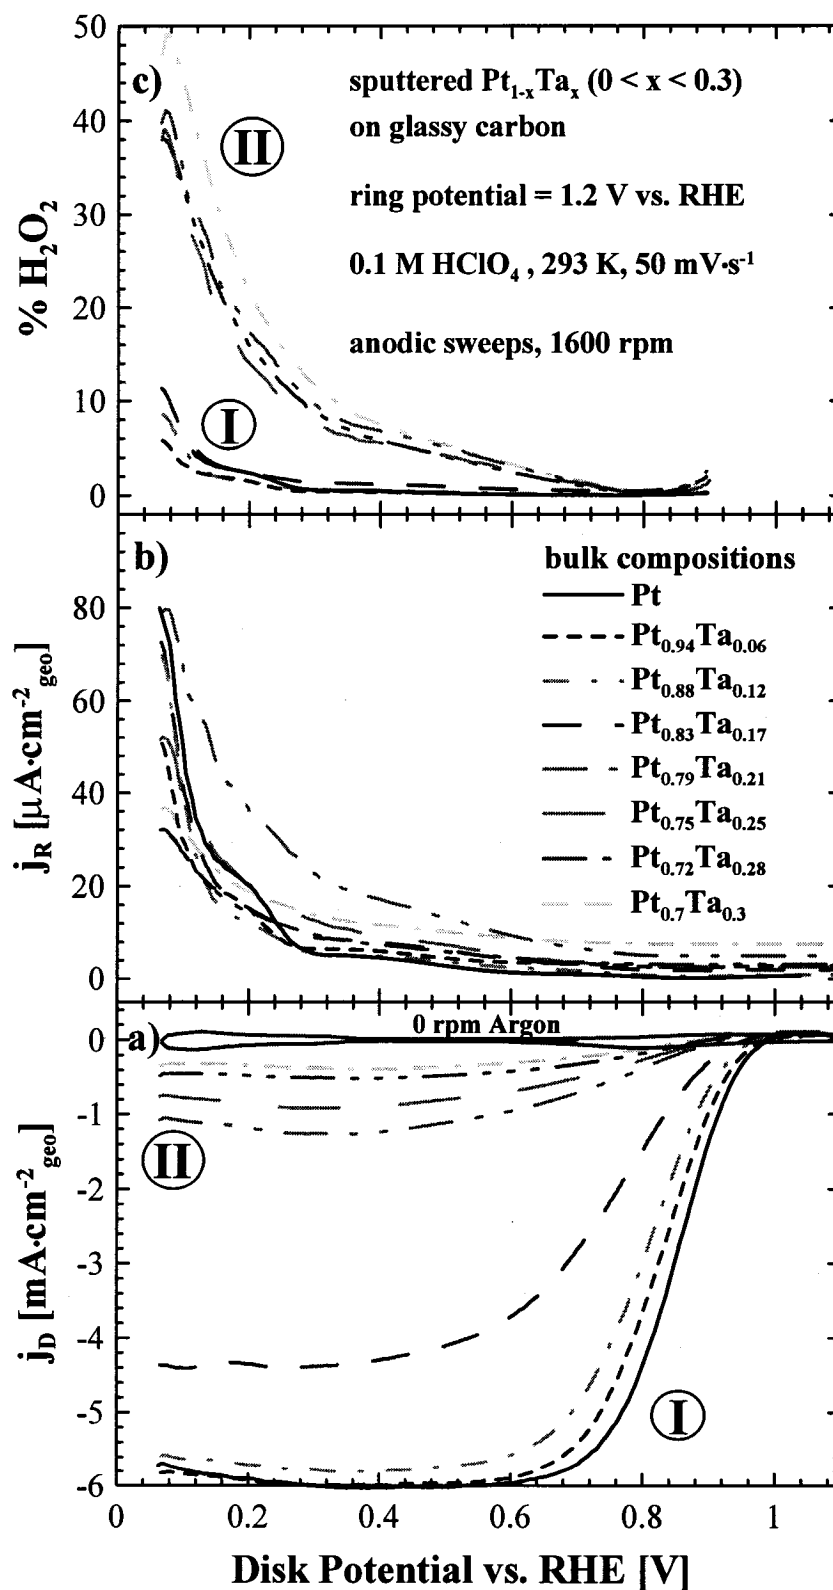 50
40
30
20
10
0
% H₂O₂
c)
sputtered Pt₁₋ₓTaₓ (0 < x < 0.3)
on glassy carbon
ring potential = 1.2 V vs. RHE
0.1 M HClO₄ , 293 K, 50 mV·s⁻¹
anodic sweeps, 1600 rpm
II
I
b)
80
60
40
20
0
j_R [µA·cm⁻²geo]
bulk compositions
Pt
Pt₀.₉₄Ta₀.₀₆
Pt₀.₈₈Ta₀.₁₂
Pt₀.₈₃Ta₀.₁₇
Pt₀.₇₉Ta₀.₂₁
Pt₀.₇₅Ta₀.₂₅
Pt₀.₇₂Ta₀.₂₈
Pt₀.₇Ta₀.₃
a)
0 rpm Argon
0
-1
-2
-3
-4
-5
-6
j_D [mA·cm⁻²geo]
II
I
0 0.2 0.4 0.6 0.8 1
Disk Potential vs. RHE [V]